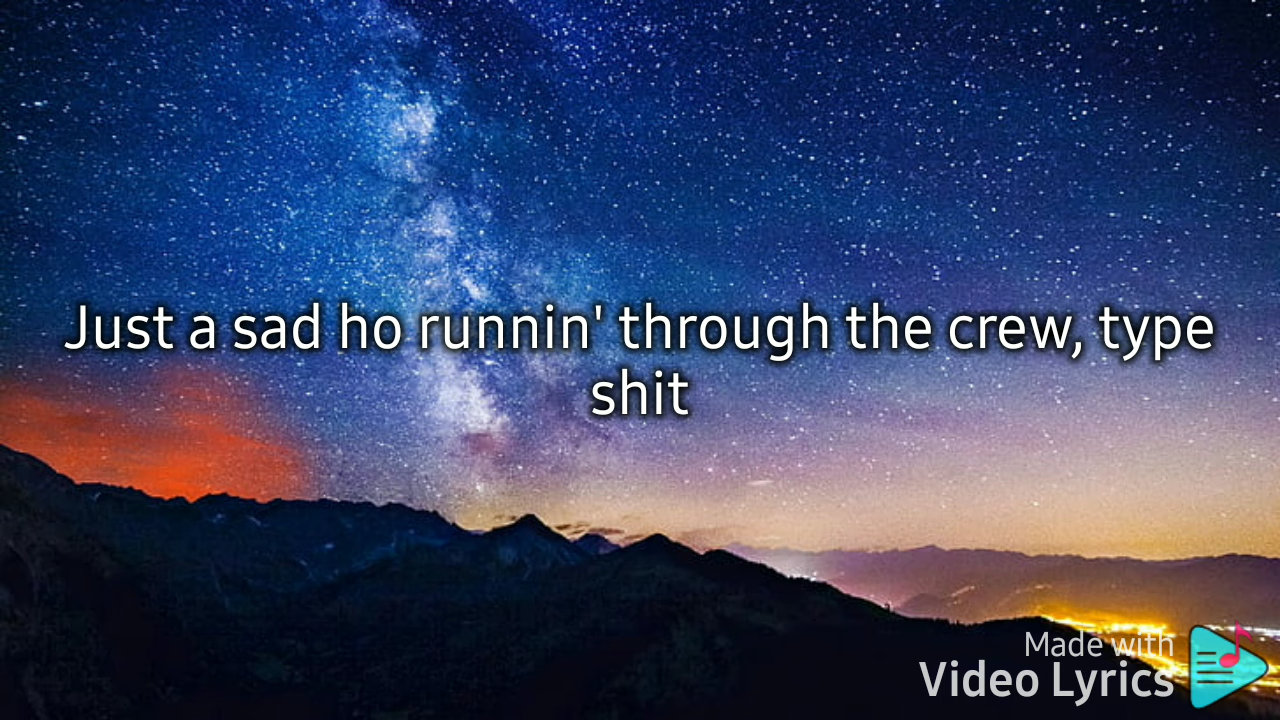 Just a sad ho runnin' through the crew, type
shit
Made with
Video Lyrics